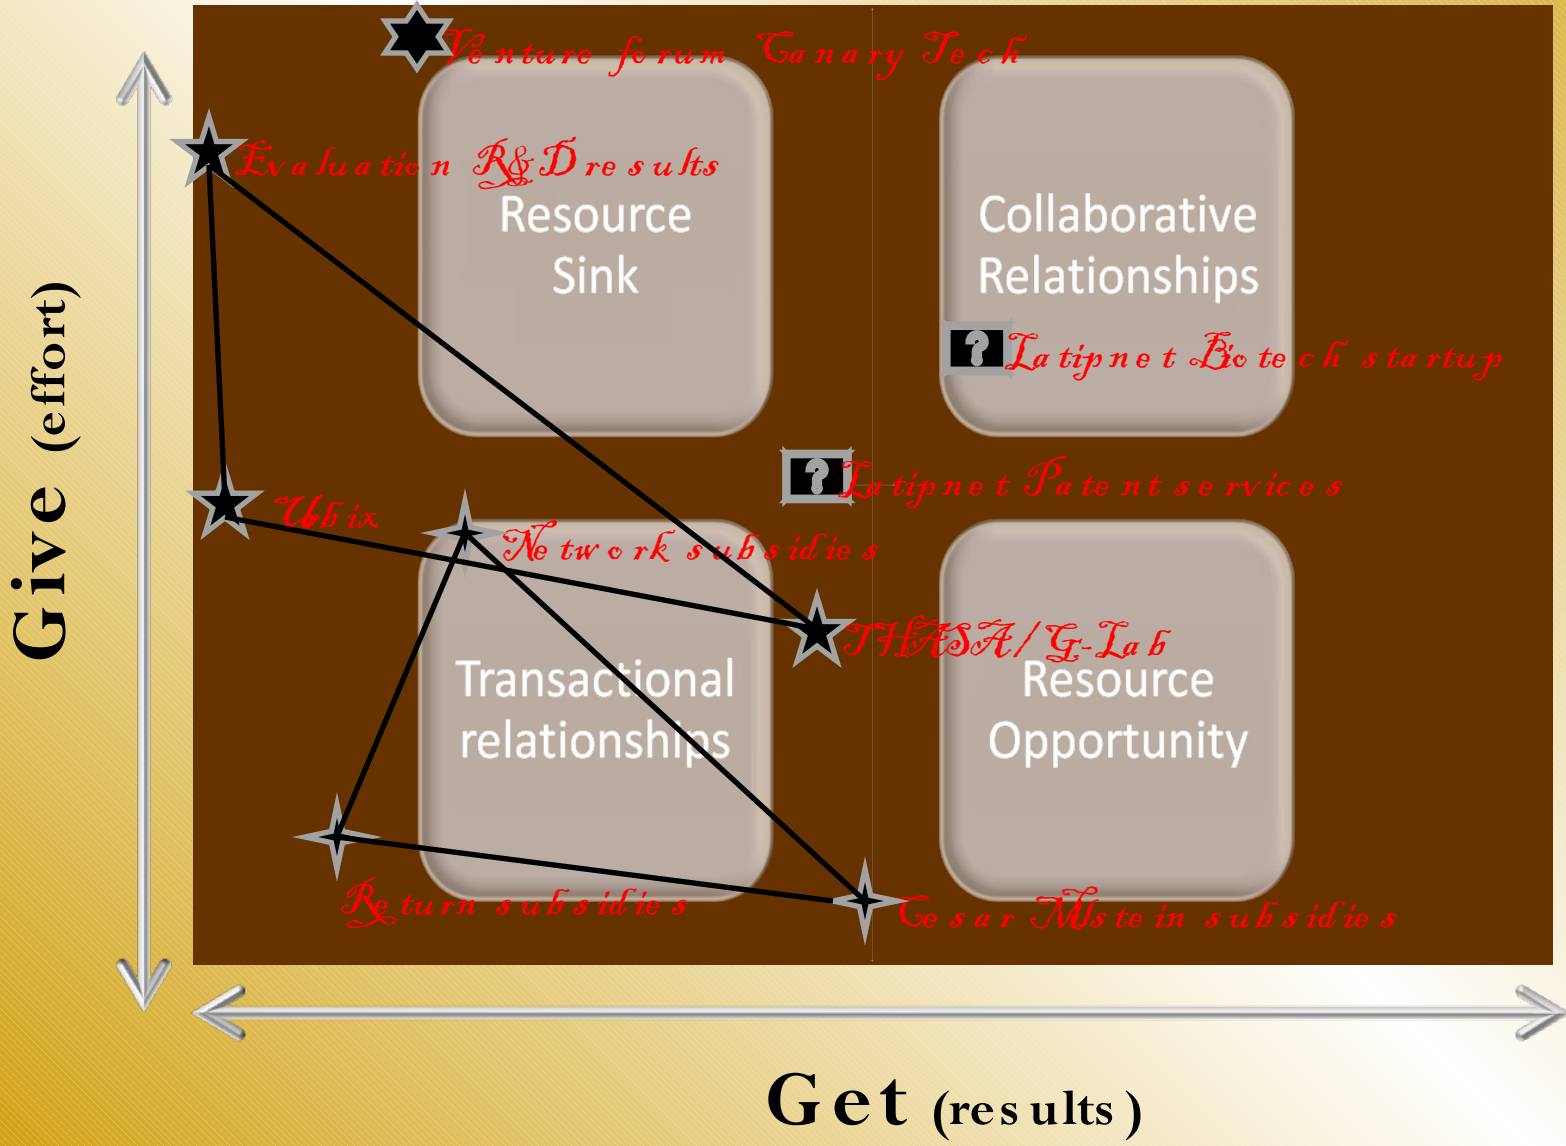 Venture forum Canary Tech
Evaluation R&D results
Resource
Sink
Collaborative
Relationships
? Latipnet Biotech startup
? Latipnet Patent services
Ubix
Network subsidies
THASA/G-Lab
Transactional
relationships
Resource
Opportunity
Return subsidies
Cesar Milstein subsidies
Give (effort)
Get (results)